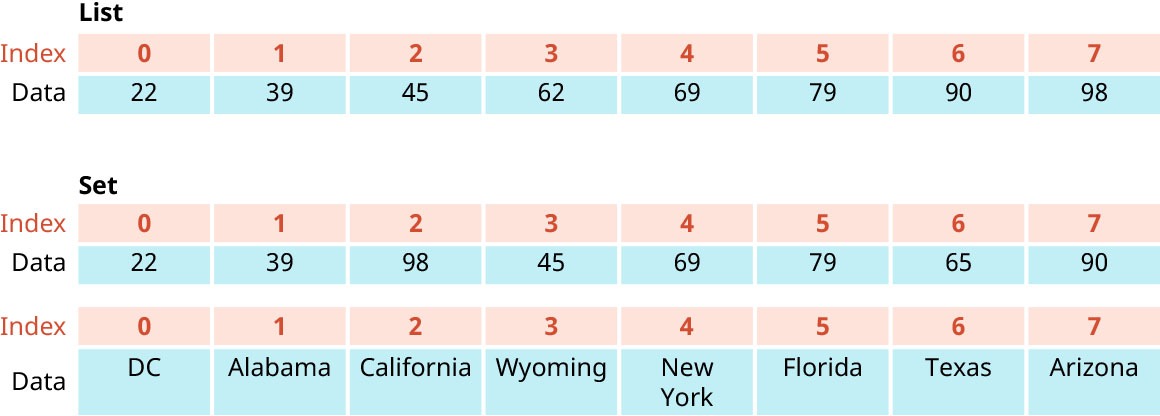 List
Index 0 1 2 3 4 5 6 7
Data 22 39 45 62 69 79 90 98
Set
Index 0 1 2 3 4 5 6 7
Data 22 39 98 45 69 79 65 90
Index 0 1 2 3 4 5 6 7
Data DC Alabama California Wyoming New York Florida Texas Arizona